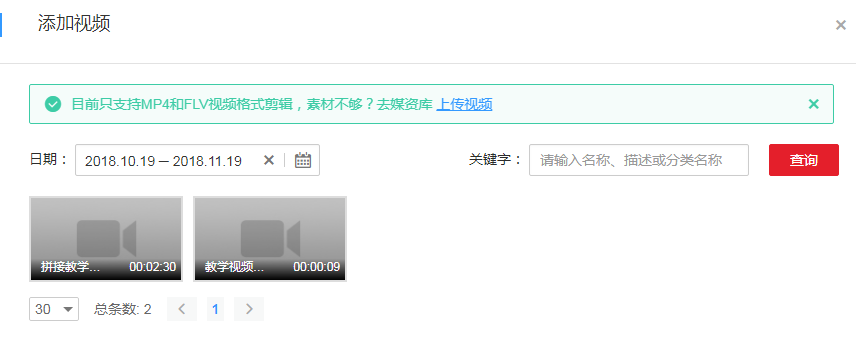 添加视频
目前只支持MP4和FLV视频格式剪辑，素材不够？去媒资库 上传视频
日期： 2018.10.19 — 2018.11.19 关键字： 请输入名称、描述或分类名称 查询
拼接教学... 00:02:30 教学视频... 00:00:09
30 总条数: 2 1